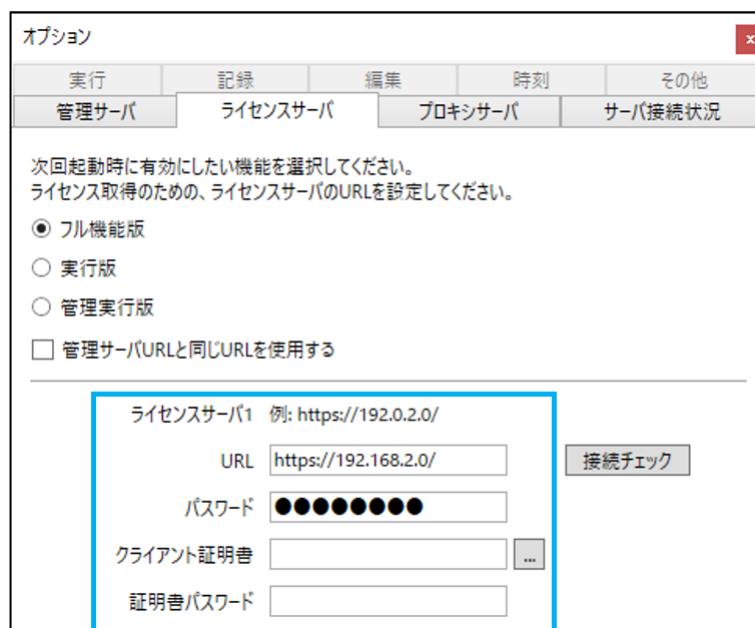 オプション
x
実行 記録 編集 時刻 その他
管理サーバ ライセンスサーバ プロキシサーバ サーバ接続状況
次回起動時に有効にしたい機能を選択してください。
ライセンス取得のための、ライセンスサーバのURLを設定してください。
フル機能版
実行版
管理実行版
管理サーバURLと同じURLを使用する
ライセンスサーバ1 例: https://192.0.2.0/
URL https://192.168.2.0/ 接続チェック
パスワード ●●●●●●●●
クライアント証明書 ...
証明書パスワード